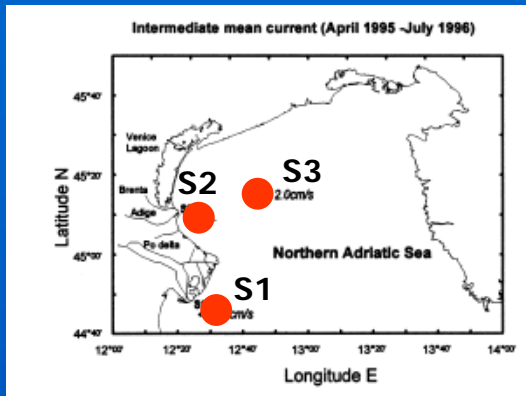 Intermediate mean current (April 1995 -July 1996)
45°40'
Venice
Lagoon
45°20'
S3
Brenta
S2
2.0cm/s
Adige
Latitude N
45°00'
Po delta
Northern Adriatic Sea
S1
cm/s
44°40'
12°00' 12°20' 12°40' 13°00' 13°20' 13°40' 14°00'
Longitude E